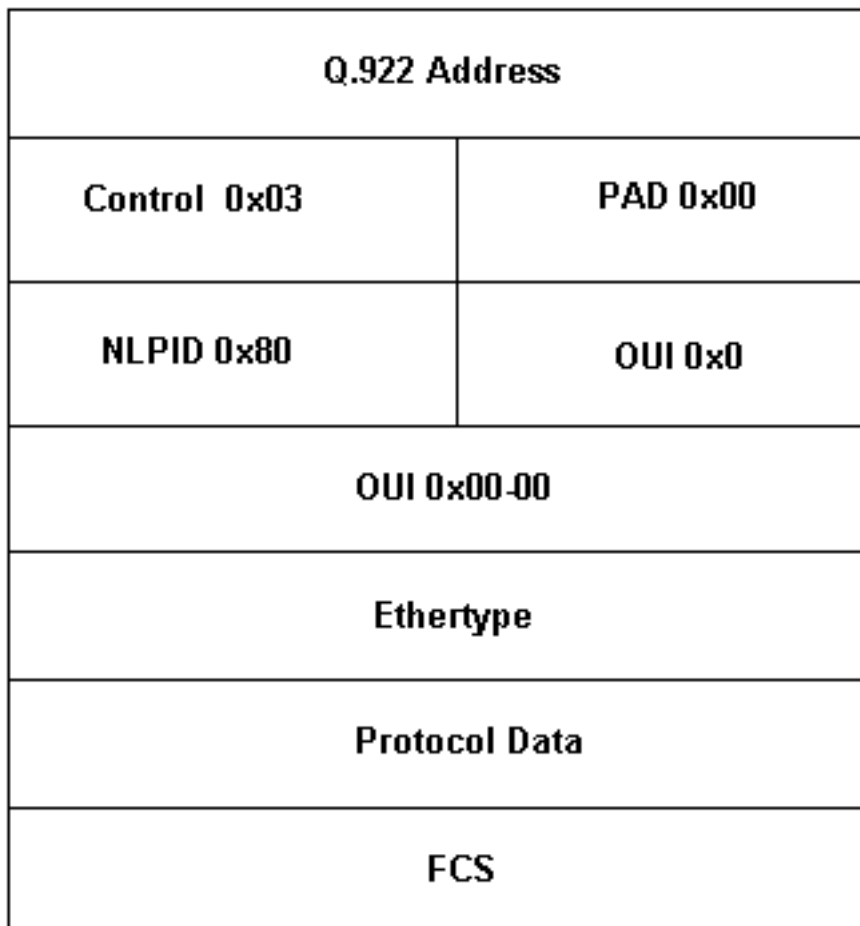 Q.922 Address
Control 0x03
PAD 0x00
NLPID 0x80
OUI 0x0
OUI 0x00-00
Ethertype
Protocol Data
FCS